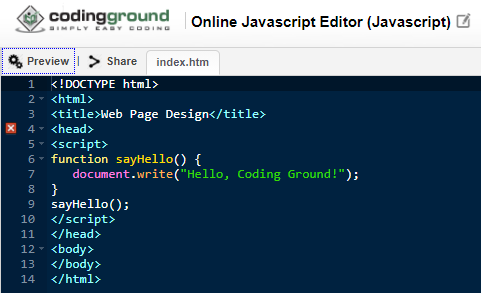 codingground
SIMPLY EASY CODING
Online Javascript Editor (Javascript)
Preview | Share index.htm
1 <!DOCTYPE html>
2 <html>
3 <title>Web Page Design</title>
4 <head>
5 <script>
6 function sayHello() {
7    document.write("Hello, Coding Ground!");
8 }
9 sayHello();
10 </script>
11 </head>
12 <body>
13 </body>
14 </html>